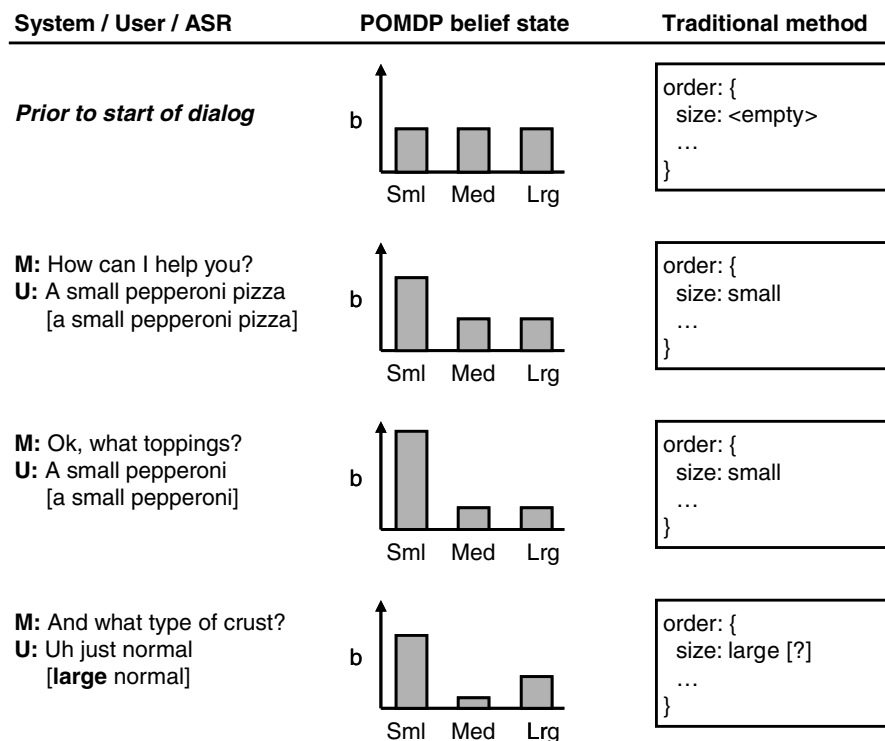 System / User / ASR POMDP belief state Traditional method
Prior to start of dialog
b
Sml Med Lrg
order: {
size: <empty>
…
}
M: How can I help you?
U: A small pepperoni pizza
[a small pepperoni pizza]
b
Sml Med Lrg
order: {
size: small
…
}
M: Ok, what toppings?
U: A small pepperoni
[a small pepperoni]
b
Sml Med Lrg
order: {
size: small
…
}
M: And what type of crust?
U: Uh just normal
[large normal]
b
Sml Med Lrg
order: {
size: large [?]
…
}